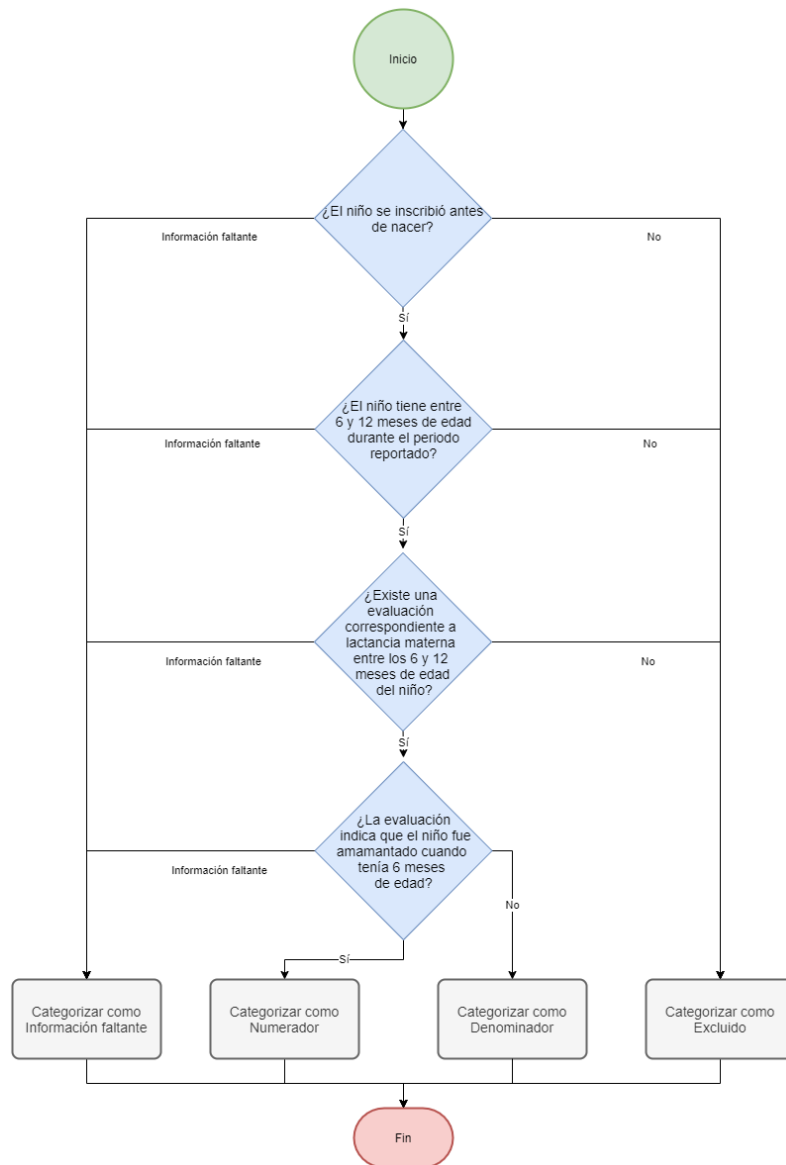 Inicio
¿El niño se inscribió antes
de nacer?
Información faltante
No
Sí
¿El niño tiene entre
6 y 12 meses de edad
durante el periodo
reportado?
Información faltante
No
Sí
¿Existe una
evaluación
correspondiente a
lactancia materna
entre los 6 y 12
meses de edad
del niño?
Información faltante
No
Sí
¿La evaluación
indica que el niño fue
amamantado cuando
tenía 6 meses
de edad?
Información faltante
No
Sí
Categorizar como
Información faltante
Categorizar como
Numerador
Categorizar como
Denominador
Categorizar como
Excluido
Fin